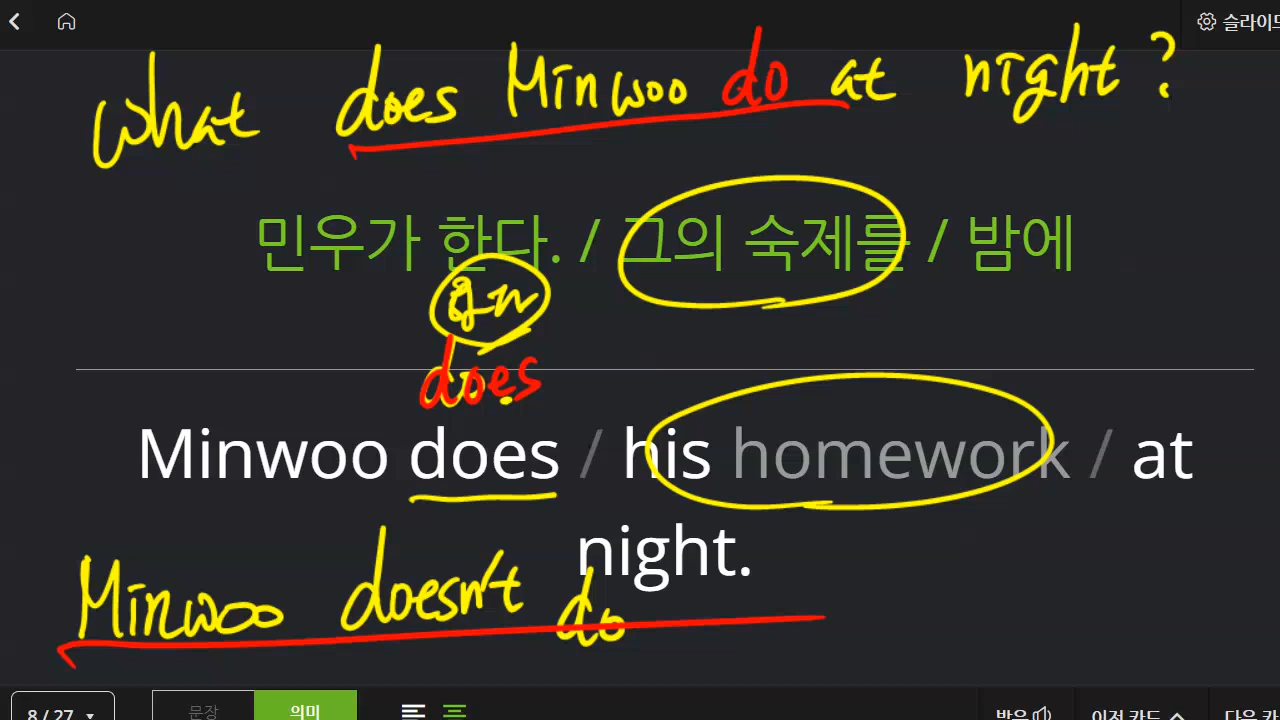 슬라이드
What does Minwoo do at night?
민우가 한다. / 그의 숙제를 / 밤에
does
Minwoo does / his homework / at
night.
Minwoo doesn't do
8 / 27 문장 의미 발음 이전 카드 다음 카